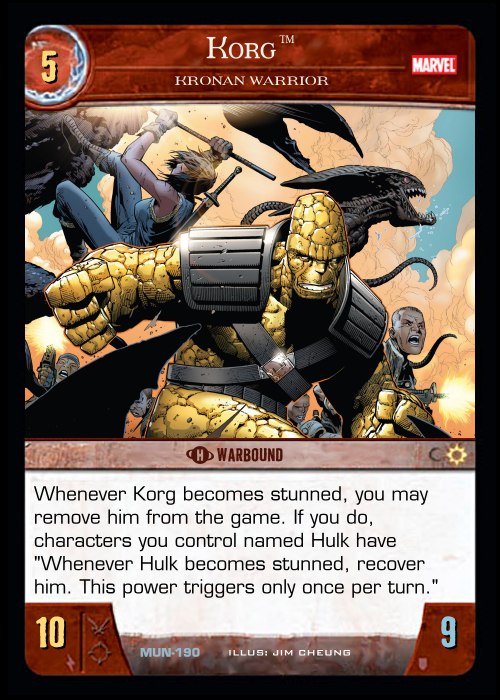 5
KORG™
KRONAN WARRIOR
MARVEL
H WARBOUND
C
Whenever Korg becomes stunned, you may
remove him from the game. If you do,
characters you control named Hulk have
"Whenever Hulk becomes stunned, recover
him. This power triggers only once per turn."
10
9
MUN-190 ILLUS: JIM CHEUNG